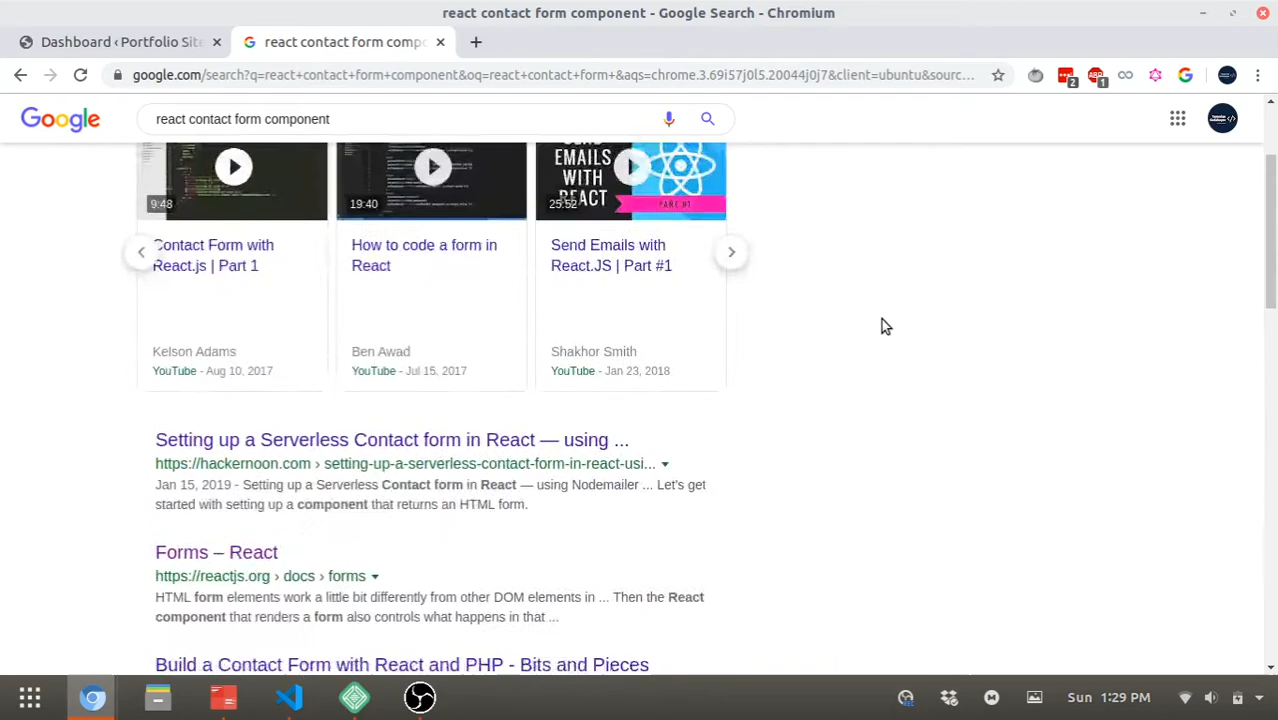 react contact form component - Google Search - Chromium
Dashboard ‹ Portfolio Site
react contact form compo
google.com/search?q=react+contact+form+component&oq=react+contact+form+&aqs=chrome.3.69i57j0l5.20044j0j7&client=ubuntu&sourc...
2
ABP
1
Google
react contact form component
EMAILS
WITH
REACT
PART #1
9:48
19:40
25:52
Contact Form with
React.js | Part 1
How to code a form in
React
Send Emails with
React.JS | Part #1
Kelson Adams
Ben Awad
Shakhor Smith
YouTube - Aug 10, 2017
YouTube - Jul 15, 2017
YouTube - Jan 23, 2018
Setting up a Serverless Contact form in React — using ...
https://hackernoon.com › setting-up-a-serverless-contact-form-in-react-usi...
Jan 15, 2019 - Setting up a Serverless Contact form in React — using Nodemailer ... Let's get
started with setting up a component that returns an HTML form.
Forms – React
https://reactjs.org › docs › forms
HTML form elements work a little bit differently from other DOM elements in ... Then the React
component that renders a form also controls what happens in that ...
Build a Contact Form with React and PHP - Bits and Pieces
Sun 1:29 PM